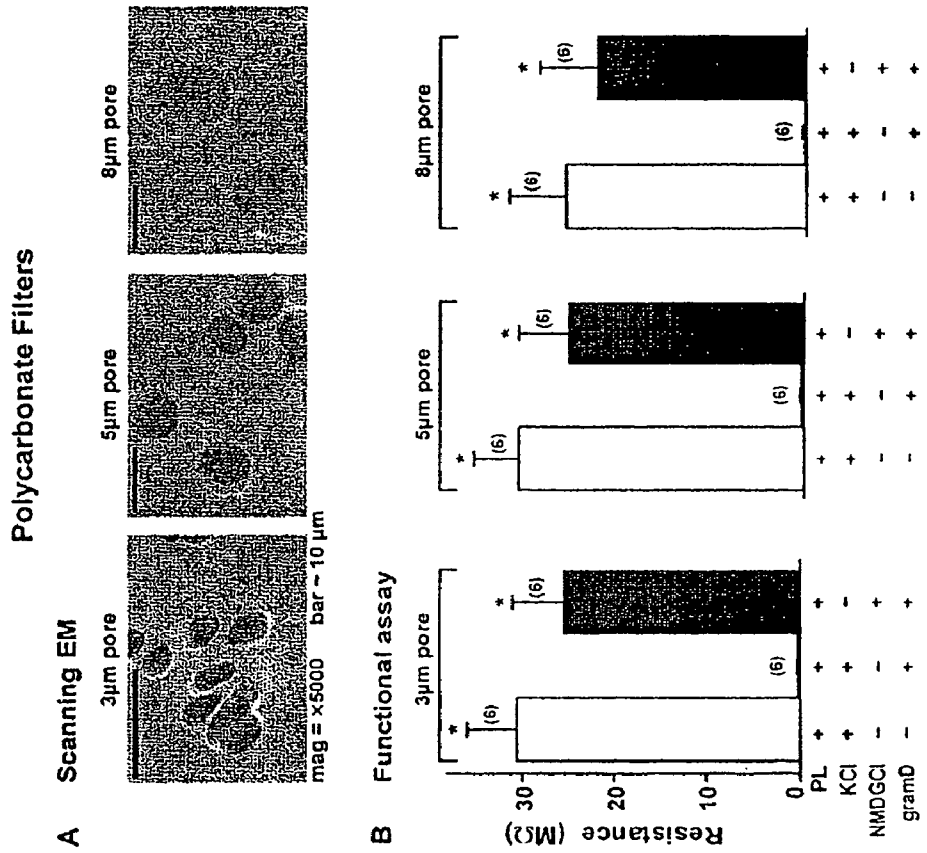 Polycarbonate Filters
A Scanning EM
3µm pore
5µm pore
8µm pore
mag = x5000 bar ~ 10 µm
B Functional assay
3µm pore
5µm pore
8µm pore
Resistance (MΩ)
30
20
10
0
* (6) (6) * (6)
* (6) (6) * (6)
* (6) (6) * (6)
PL + + + + + + + + +
KCl + + – + + – + + –
NMDGCl – – + – – + – – +
gramD – + + – + + – + +